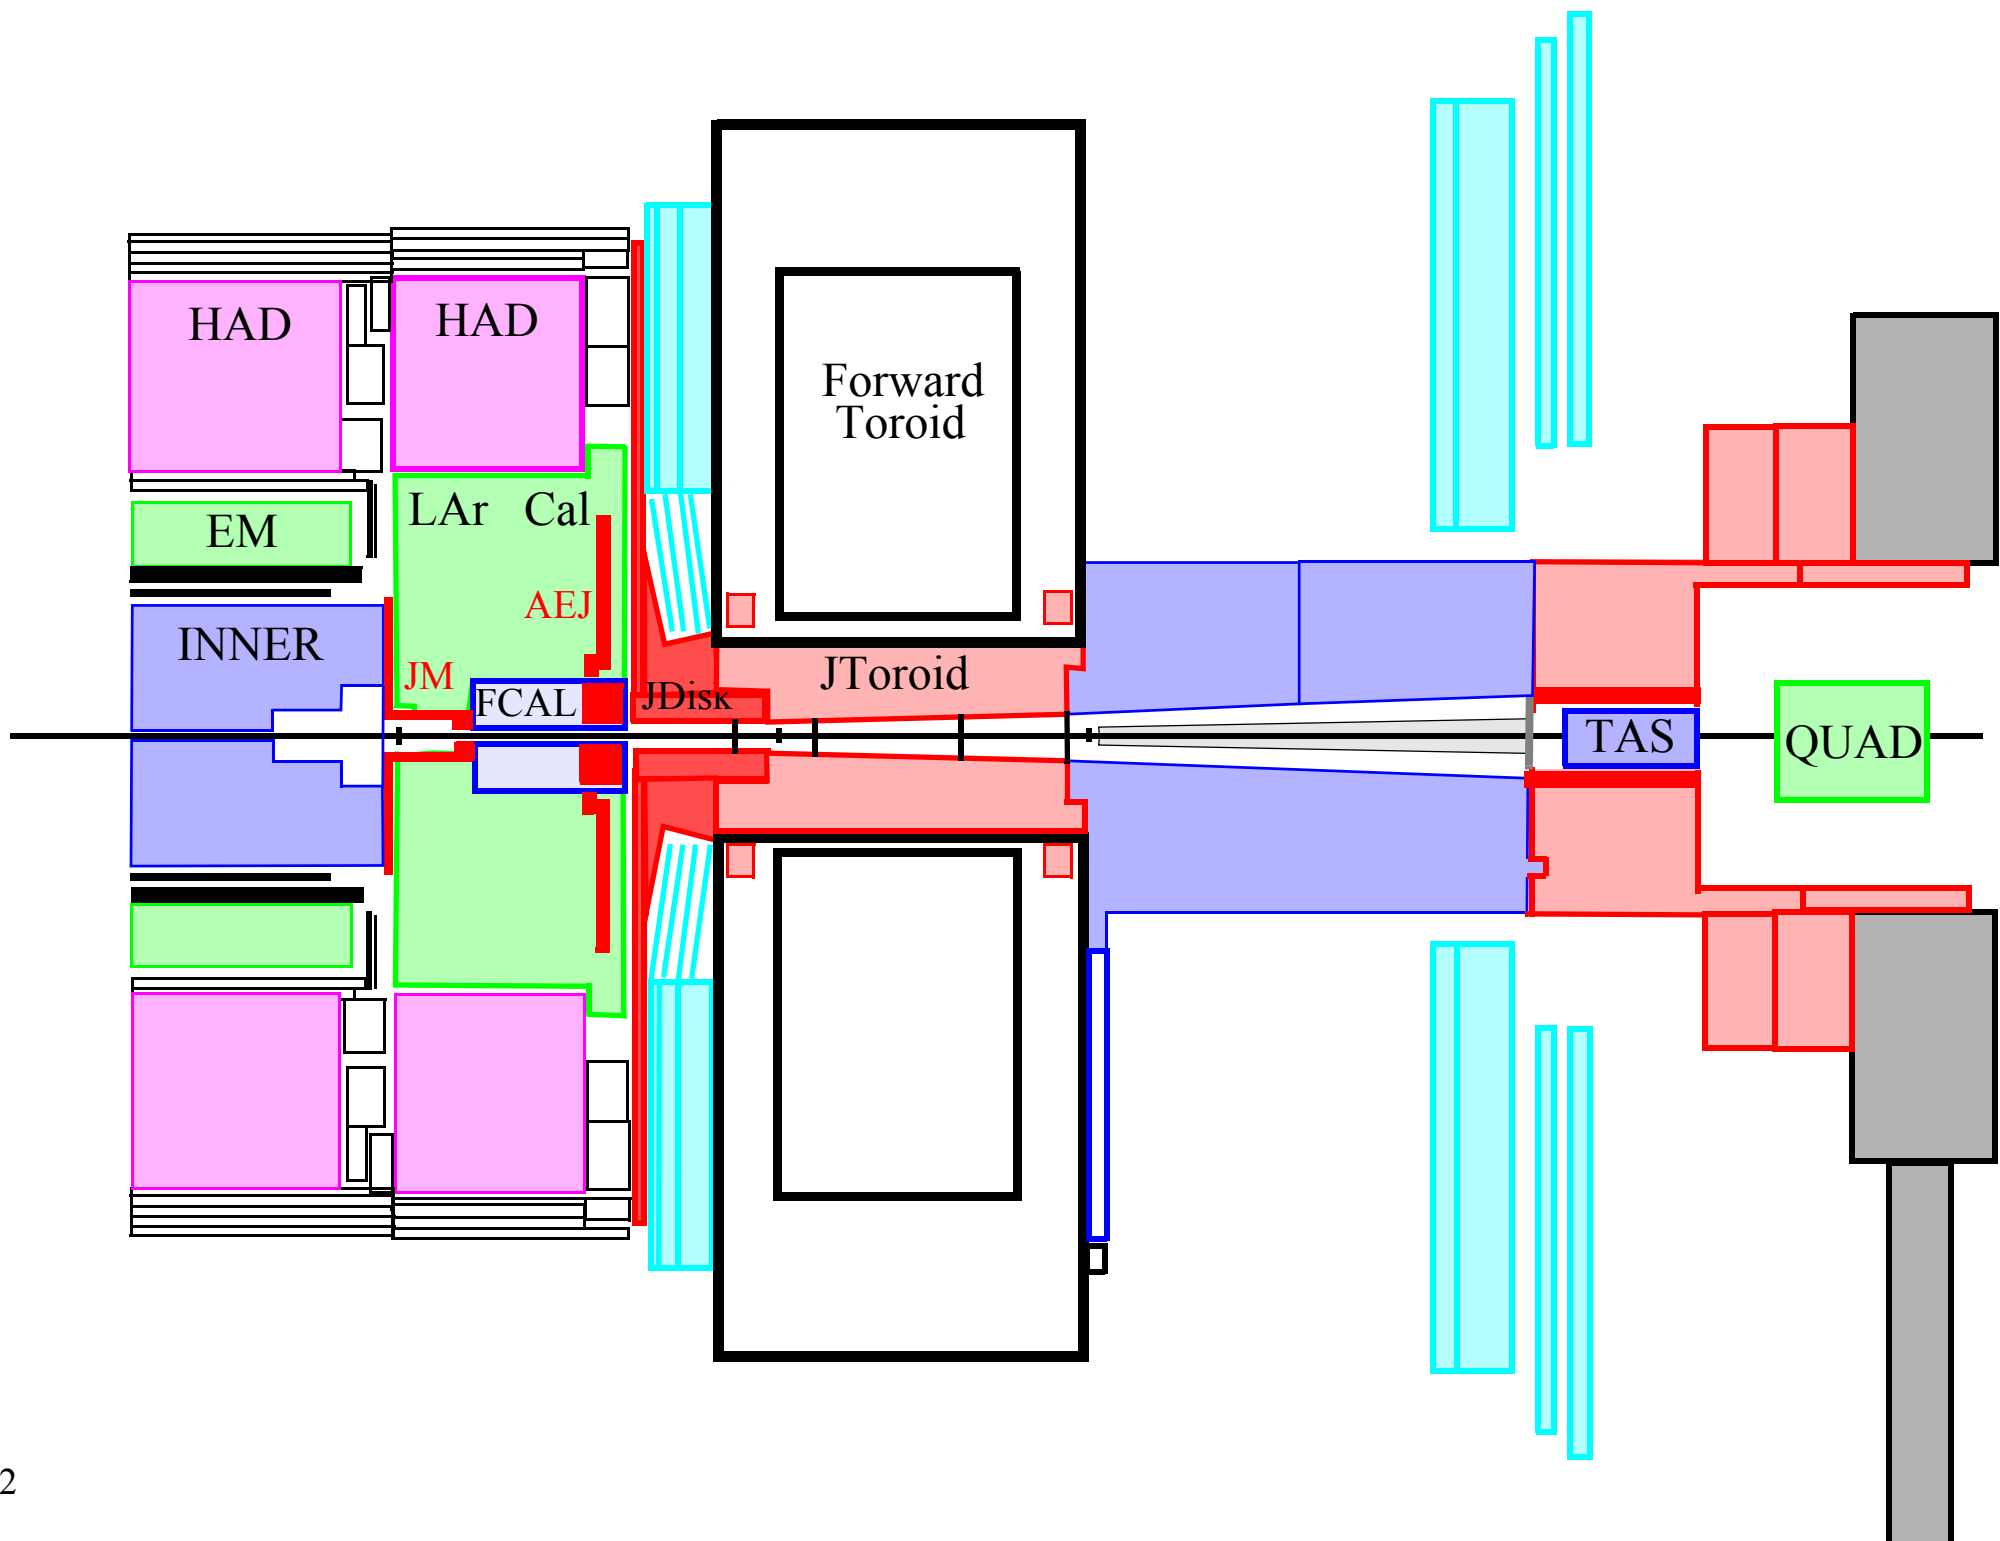 HAD
HAD
Forward
Toroid
LAr Cal
EM
AEJ
INNER
JM
JToroid
FCAL
JDisk
TAS
QUAD
2